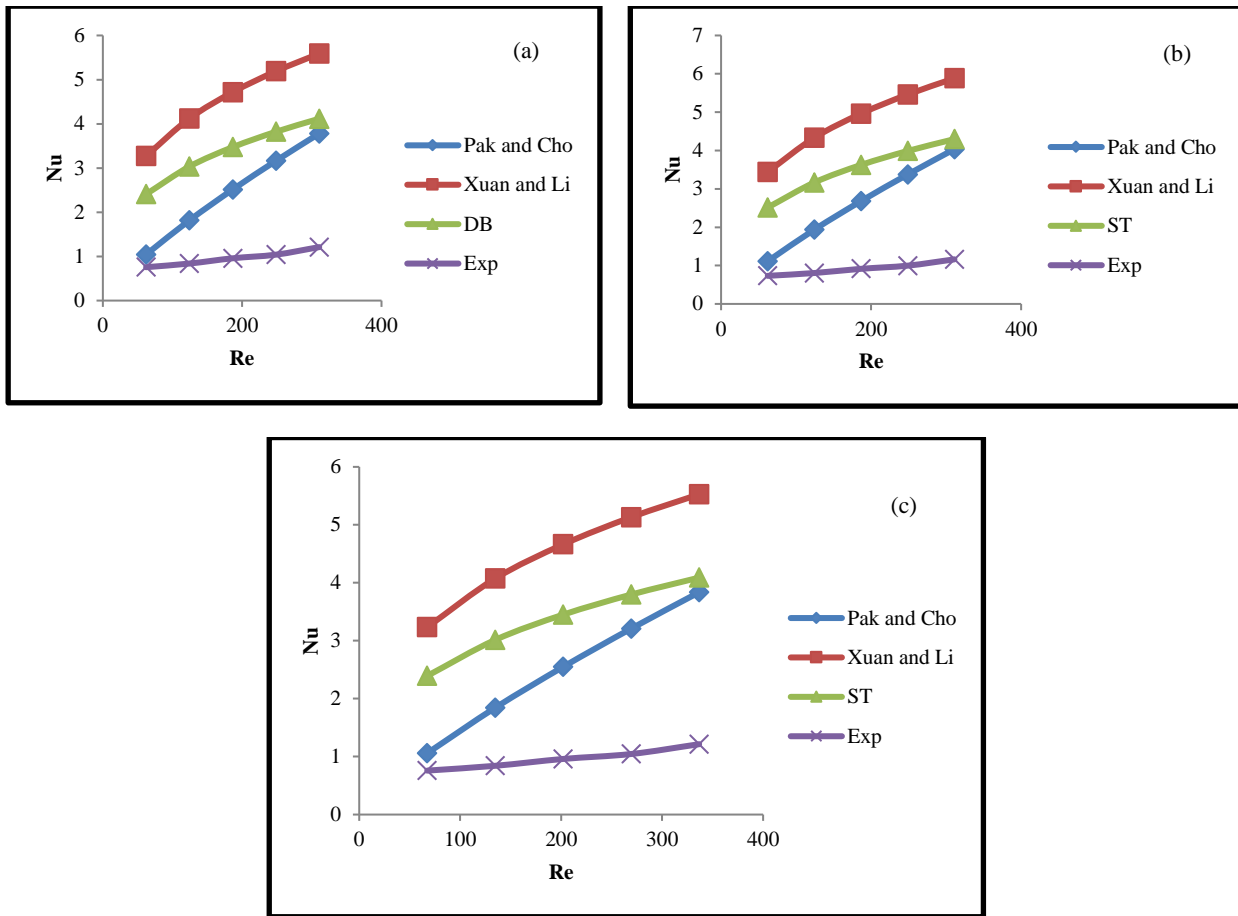 (a)
6
5
4
3
2
1
0
Nu
0 200 400
Re
Pak and Cho
Xuan and Li
DB
Exp
(b)
7
6
5
4
3
2
1
0
Nu
0 200 400
Re
Pak and Cho
Xuan and Li
ST
Exp
(c)
6
5
4
3
2
1
0
Nu
0 100 200 300 400
Re
Pak and Cho
Xuan and Li
ST
Exp